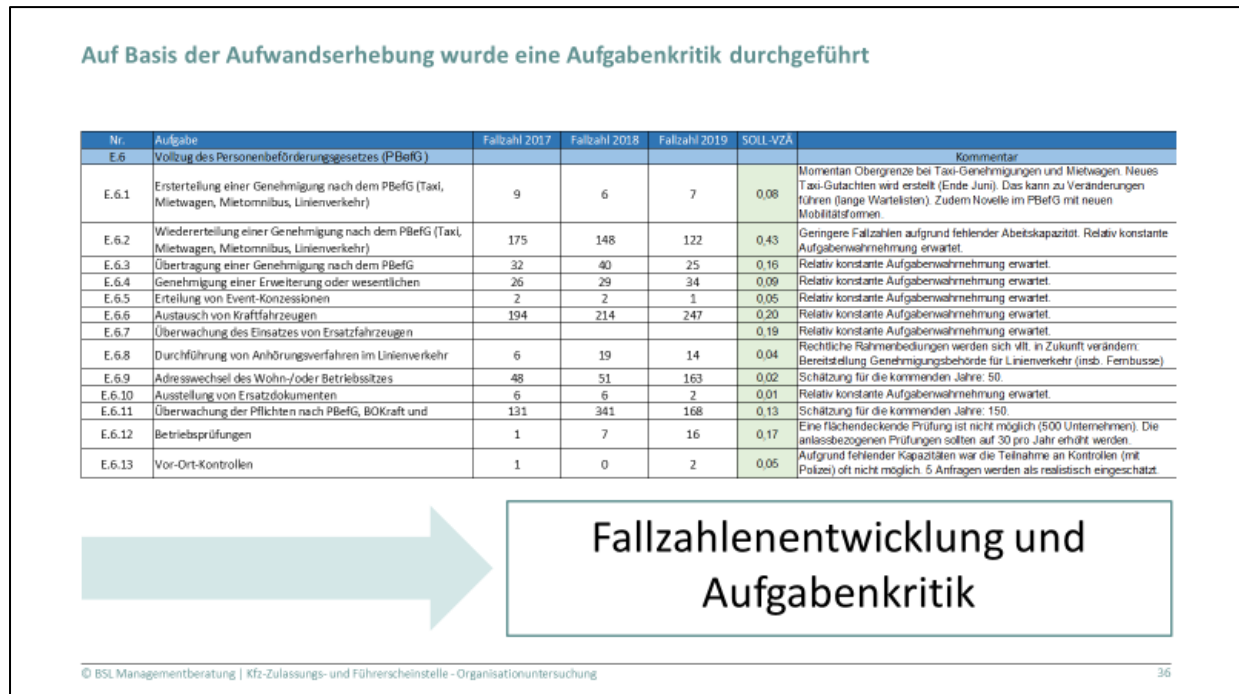 Auf Basis der Aufwandserhebung wurde eine Aufgabenkritik durchgeführt
Nr. Aufgabe Fallzahl 2017 Fallzahl 2018 Fallzahl 2019 SOLL-VZÄ
E.6 Vollzug des Personenbeförderungsgesetzes (PBefG) Kommentar
E.6.1 Ersterteilung einer Genehmigung nach dem PBefG (Taxi,
Mietwagen, Mietomnibus, Linienverkehr) 9 6 7 0,08
Momentan Obergrenze bei Taxi-Genehmigungen und Mietwagen. Neues
Taxi-Gutachten wird erstellt (Ende Juni). Das kann zu Veränderungen
führen (lange Wartelisten). Zudem Novelle im PBefG mit neuen
Mobilitätsformen.
E.6.2 Wiedererteilung einer Genehmigung nach dem PBefG (Taxi,
Mietwagen, Mietomnibus, Linienverkehr) 175 148 122 0,43
Geringere Fallzahlen aufgrund fehlender Abeitskapazität. Relativ konstante
Aufgabenwahrnehmung erwartet.
E.6.3 Übertragung einer Genehmigung nach dem PBefG 32 40 25 0,16 Relativ konstante Aufgabenwahrnehmung erwartet.
E.6.4 Genehmigung einer Erweiterung oder wesentlichen 26 29 34 0,09 Relativ konstante Aufgabenwahrnehmung erwartet.
E.6.5 Erteilung von Event-Konzessionen 2 2 1 0,05 Relativ konstante Aufgabenwahrnehmung erwartet.
E.6.6 Austausch von Kraftfahrzeugen 194 214 247 0,20 Relativ konstante Aufgabenwahrnehmung erwartet.
E.6.7 Überwachung des Einsatzes von Ersatzfahrzeugen 0,19 Relativ konstante Aufgabenwahrnehmung erwartet.
E.6.8 Durchführung von Anhörungsverfahren im Linienverkehr 6 19 14 0,04
Rechtliche Rahmenbediungen werden sich vllt. in Zukunft verändern:
Bereitstellung Genehmigungsbehörde für Linienverkehr (insb. Fernbusse)
E.6.9 Adresswechsel des Wohn-/oder Betriebssitzes 48 51 163 0,02 Schätzung für die kommenden Jahre: 50.
E.6.10 Ausstellung von Ersatzdokumenten 6 6 2 0,01 Relativ konstante Aufgabenwahrnehmung erwartet.
E.6.11 Überwachung der Pflichten nach PBefG, BOKraft und 131 341 168 0,13 Schätzung für die kommenden Jahre: 150.
E.6.12 Betriebsprüfungen 1 7 16 0,17
Eine flächendeckende Prüfung ist nicht möglich (500 Unternehmen). Die
anlassbezogenen Prüfungen sollten auf 30 pro Jahr erhöht werden.
E.6.13 Vor-Ort-Kontrollen 1 0 2 0,05
Aufgrund fehlender Kapazitäten war die Teilnahme an Kontrollen (mit
Polizei) oft nicht möglich. 5 Anfragen werden als realistisch eingeschätzt.
Fallzahlenentwicklung und
Aufgabenkritik
© BSL Managementberatung | Kfz-Zulassungs- und Führerscheinstelle - Organisationuntersuchung 36